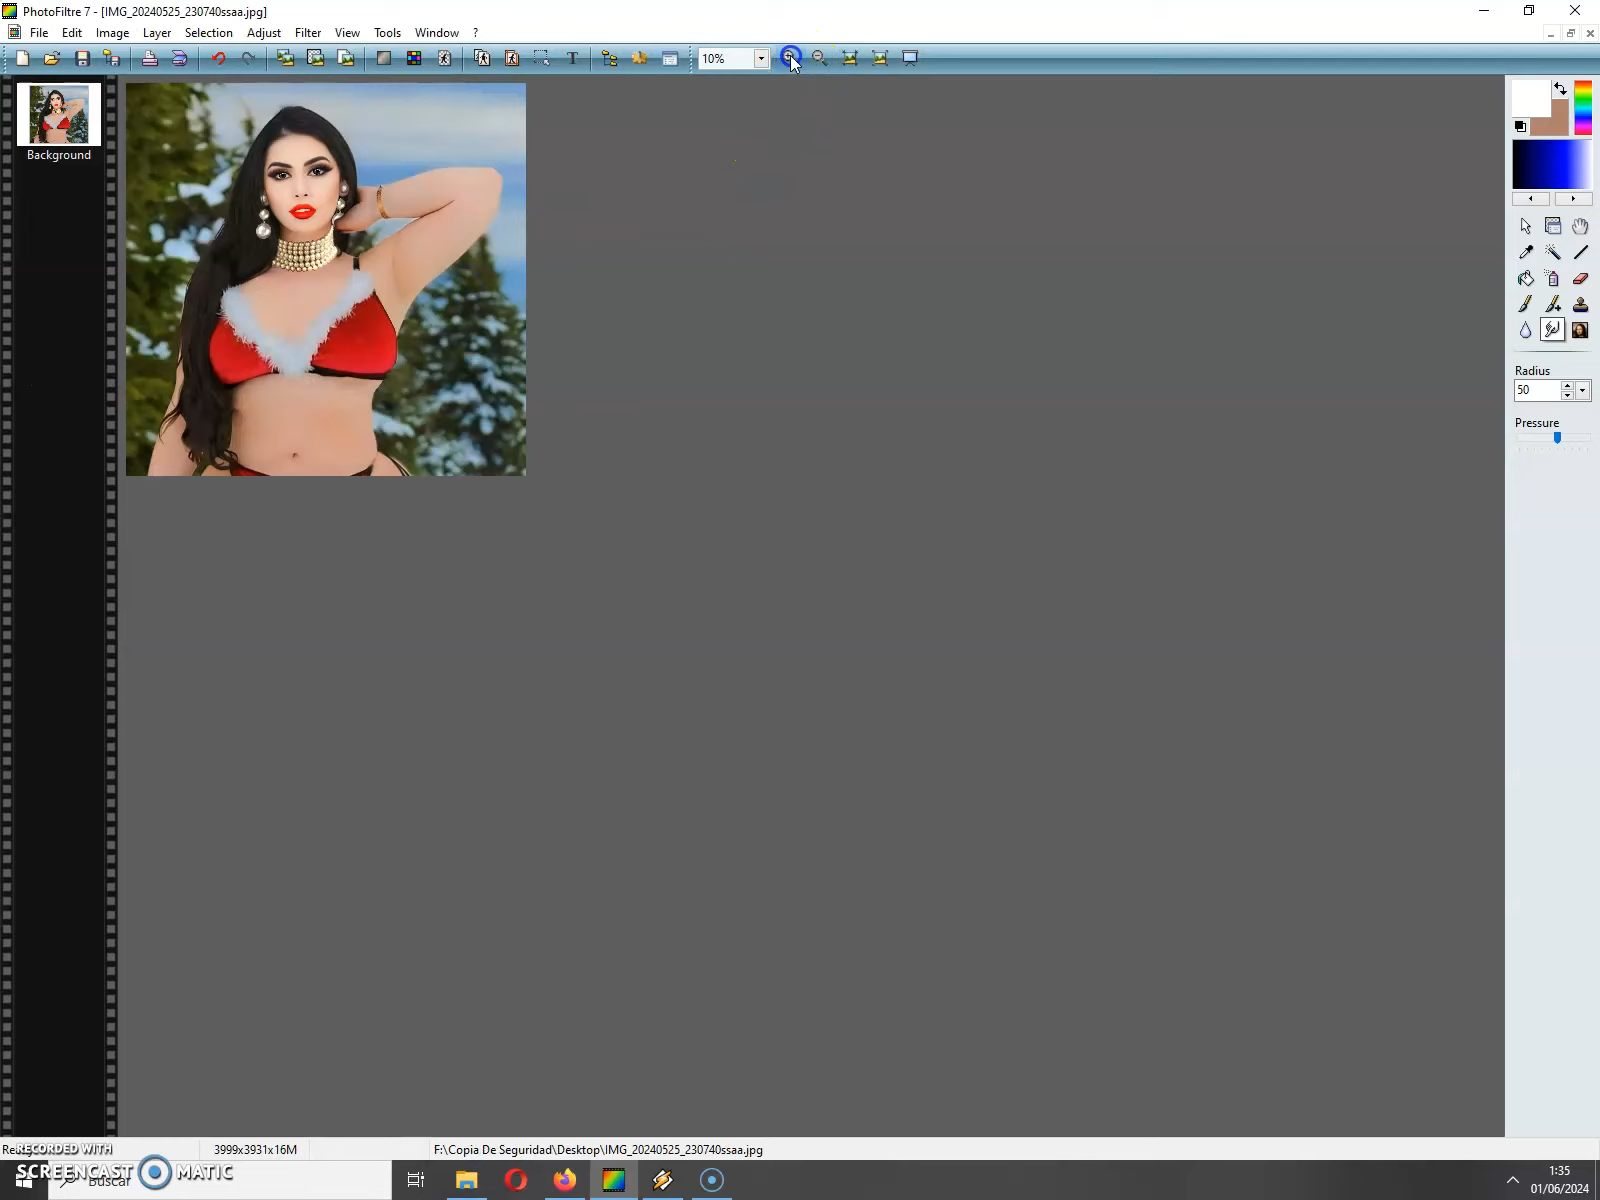 PhotoFiltre 7 - [IMG_20240525_230740ssaa.jpg]
File Edit Image Layer Selection Adjust Filter View Tools Window ?
10%
Background
Radius
50
Pressure
3999x3931x16M
F:\Copia De Seguridad\Desktop\IMG_20240525_230740ssaa.jpg
RECORDED WITH
SCREENCAST MATIC
Buscar
1:35
01/06/2024